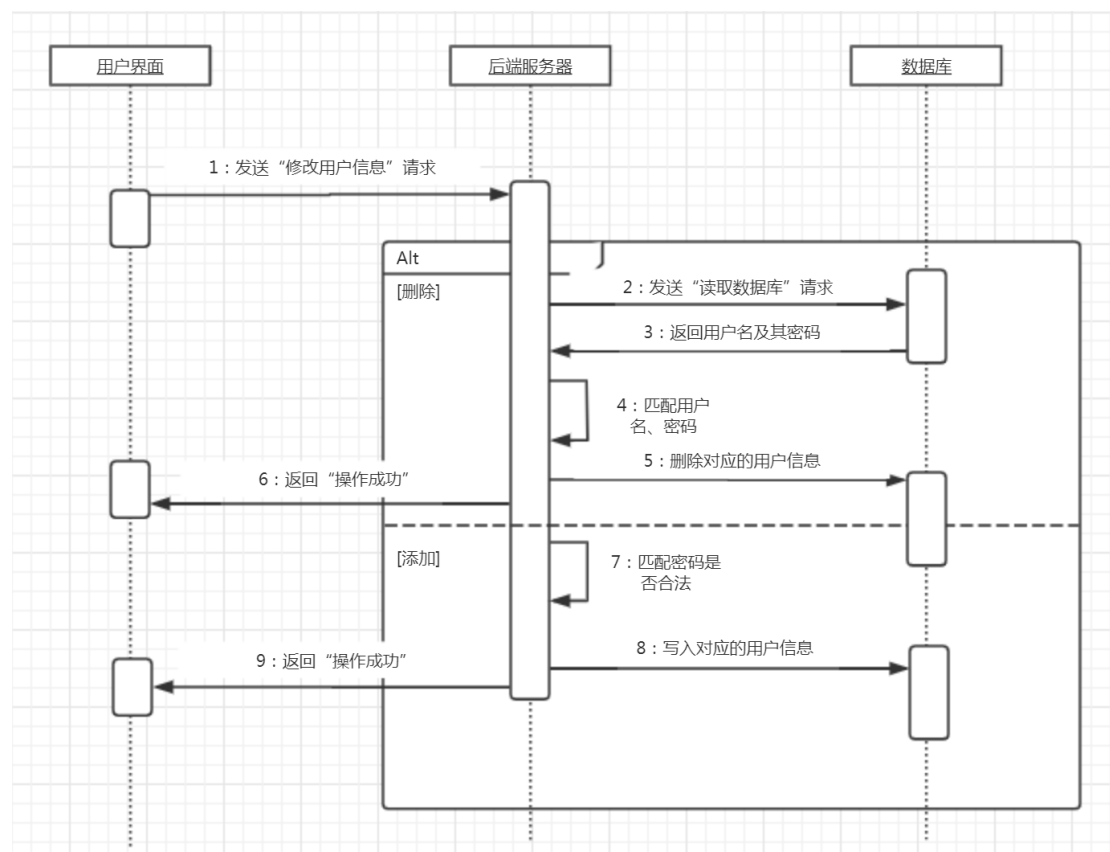 用户界面
后端服务器
数据库
1：发送“修改用户信息”请求
Alt
[删除]
2：发送“读取数据库”请求
3：返回用户名及其密码
4：匹配用户
名、密码
5：删除对应的用户信息
6：返回“操作成功”
[添加]
7：匹配密码是
否合法
8：写入对应的用户信息
9：返回“操作成功”